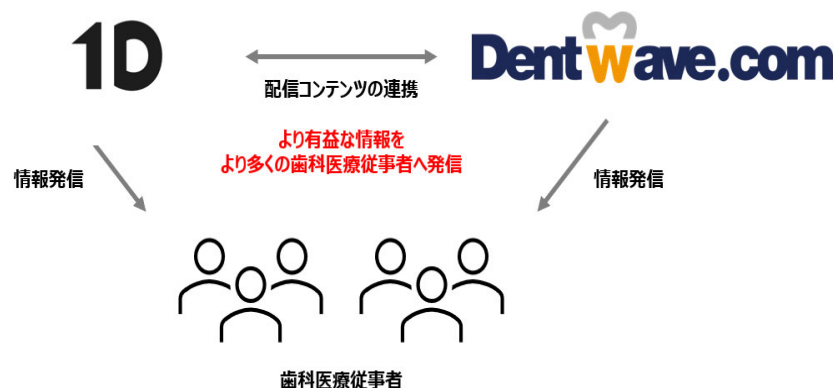 1D
Dentwave.com
配信コンテンツの連携
より有益な情報を
より多くの歯科医療従事者へ発信
情報発信
情報発信
歯科医療従事者